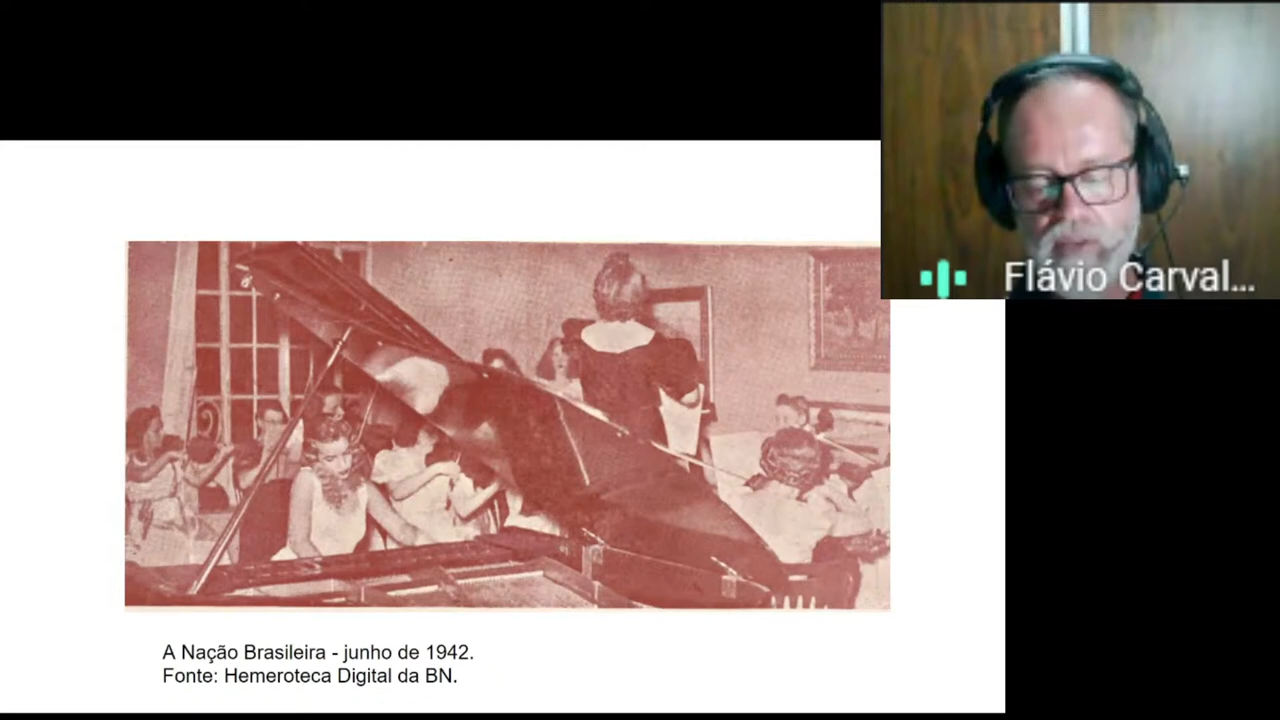 Flávio Carval...
A Nação Brasileira - junho de 1942.
Fonte: Hemeroteca Digital da BN.